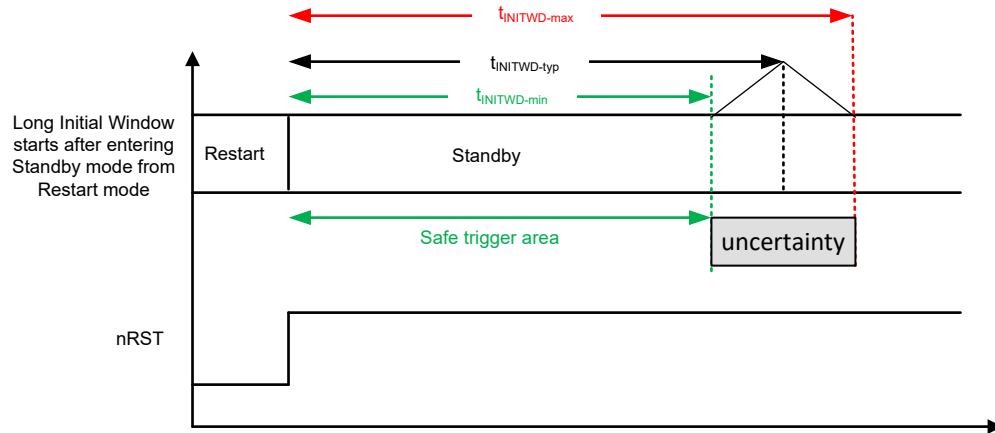 tINITWD-max
tINITWD-typ
tINITWD-min
Long Initial Window
starts after entering
Standby mode from
Restart mode
Restart
Standby
Safe trigger area
uncertainty
nRST